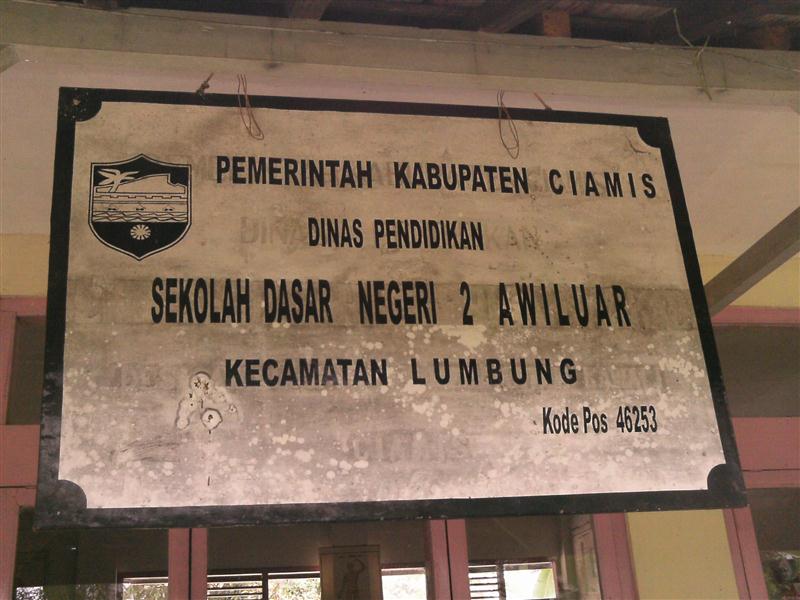 PEMERINTAH KABUPATEN CIAMIS
DINAS PENDIDIKAN
SEKOLAH DASAR NEGERI 2 AWILUAR
KECAMATAN LUMBUNG
Kode Pos 46253